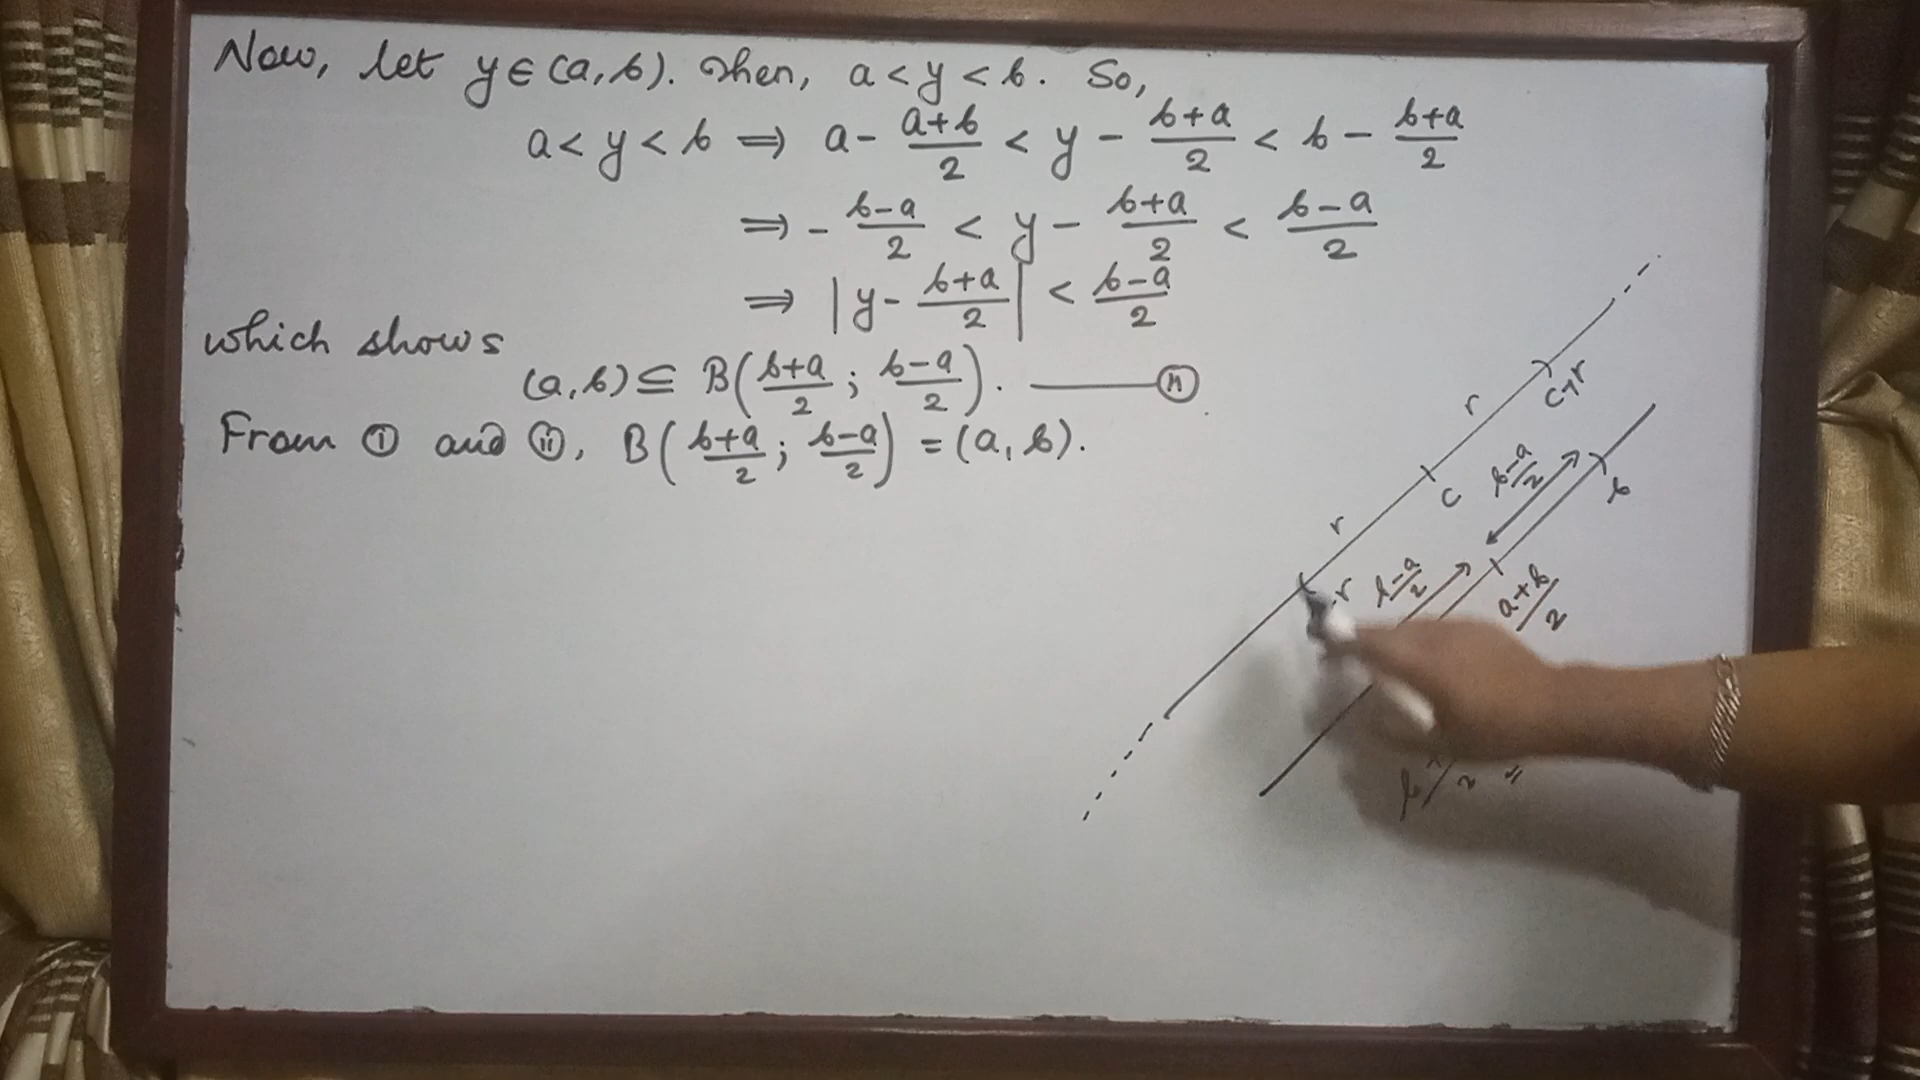 Now, let y∈(a,b). Then, a<y<b. So,
a<y<b ⟹ a - (a+b)/2 < y - (b+a)/2 < b - (b+a)/2
⟹ - (b-a)/2 < y - (b+a)/2 < (b-a)/2
⟹ |y - (b+a)/2| < (b-a)/2
which shows
(a,b) ⊆ B((b+a)/2 ; (b-a)/2). —— (II)
From (I) and (II), B((b+a)/2 ; (b-a)/2) = (a,b).
c+r
r
c
r
-r
(b-a)/2
b
(b-a)/2
(a+b)/2